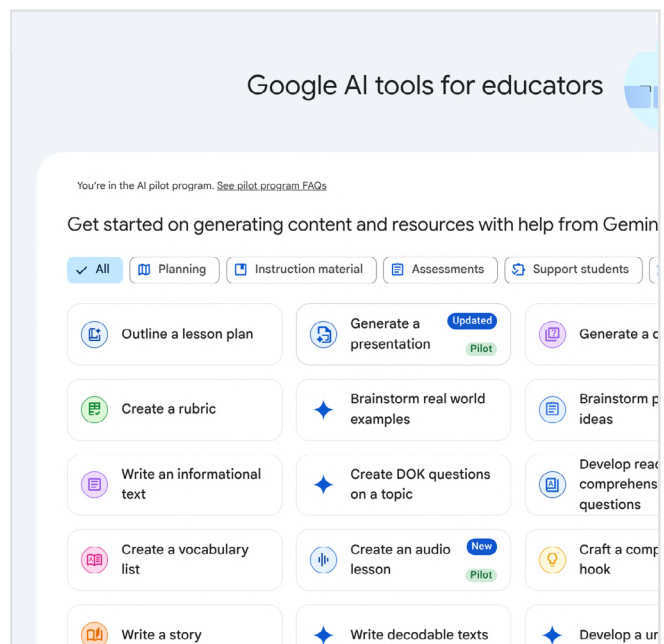 Google AI tools for educators
You're in the AI pilot program. See pilot program FAQs
Get started on generating content and resources with help from
All Planning Instruction material Assessments Support students
Outline a lesson plan
Generate a
presentation
Updated
Pilot
Generate a
Create a rubric
Brainstorm real world
examples
Brainstorm
ideas
Write an informational
text
Create DOK questions
on a topic
Develop
questions
Create a vocabulary
list
Create an audio
lesson
New
Pilot
Craft a
hook
Write a story
Write decodable texts
Develop a